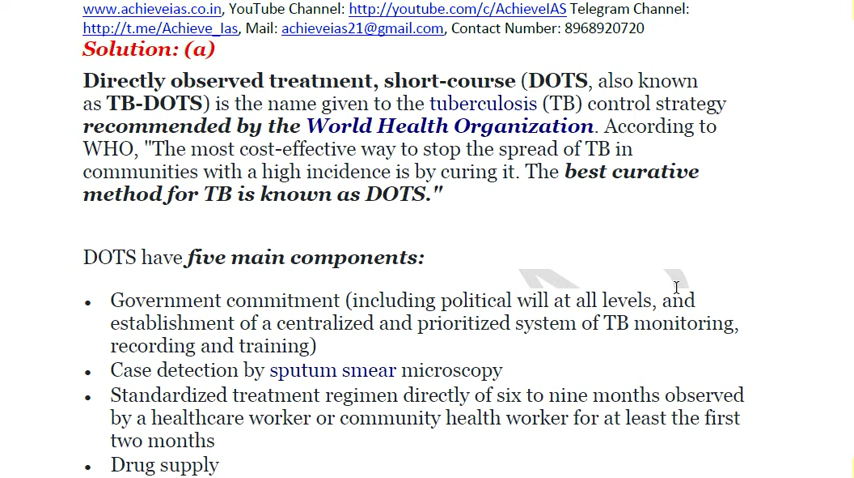 www.achieveias.co.in, YouTube Channel: http://youtube.com/c/AchieveIAS Telegram Channel:
http://t.me/Achieve_Ias, Mail: achieveias21@gmail.com, Contact Number: 8968920720
Solution: (a)
Directly observed treatment, short-course (DOTS, also known
as TB-DOTS) is the name given to the tuberculosis (TB) control strategy
recommended by the World Health Organization. According to
WHO, "The most cost-effective way to stop the spread of TB in
communities with a high incidence is by curing it. The best curative
method for TB is known as DOTS."
DOTS have five main components:
• Government commitment (including political will at all levels, and
establishment of a centralized and prioritized system of TB monitoring,
recording and training)
• Case detection by sputum smear microscopy
• Standardized treatment regimen directly of six to nine months observed
by a healthcare worker or community health worker for at least the first
two months
• Drug supply